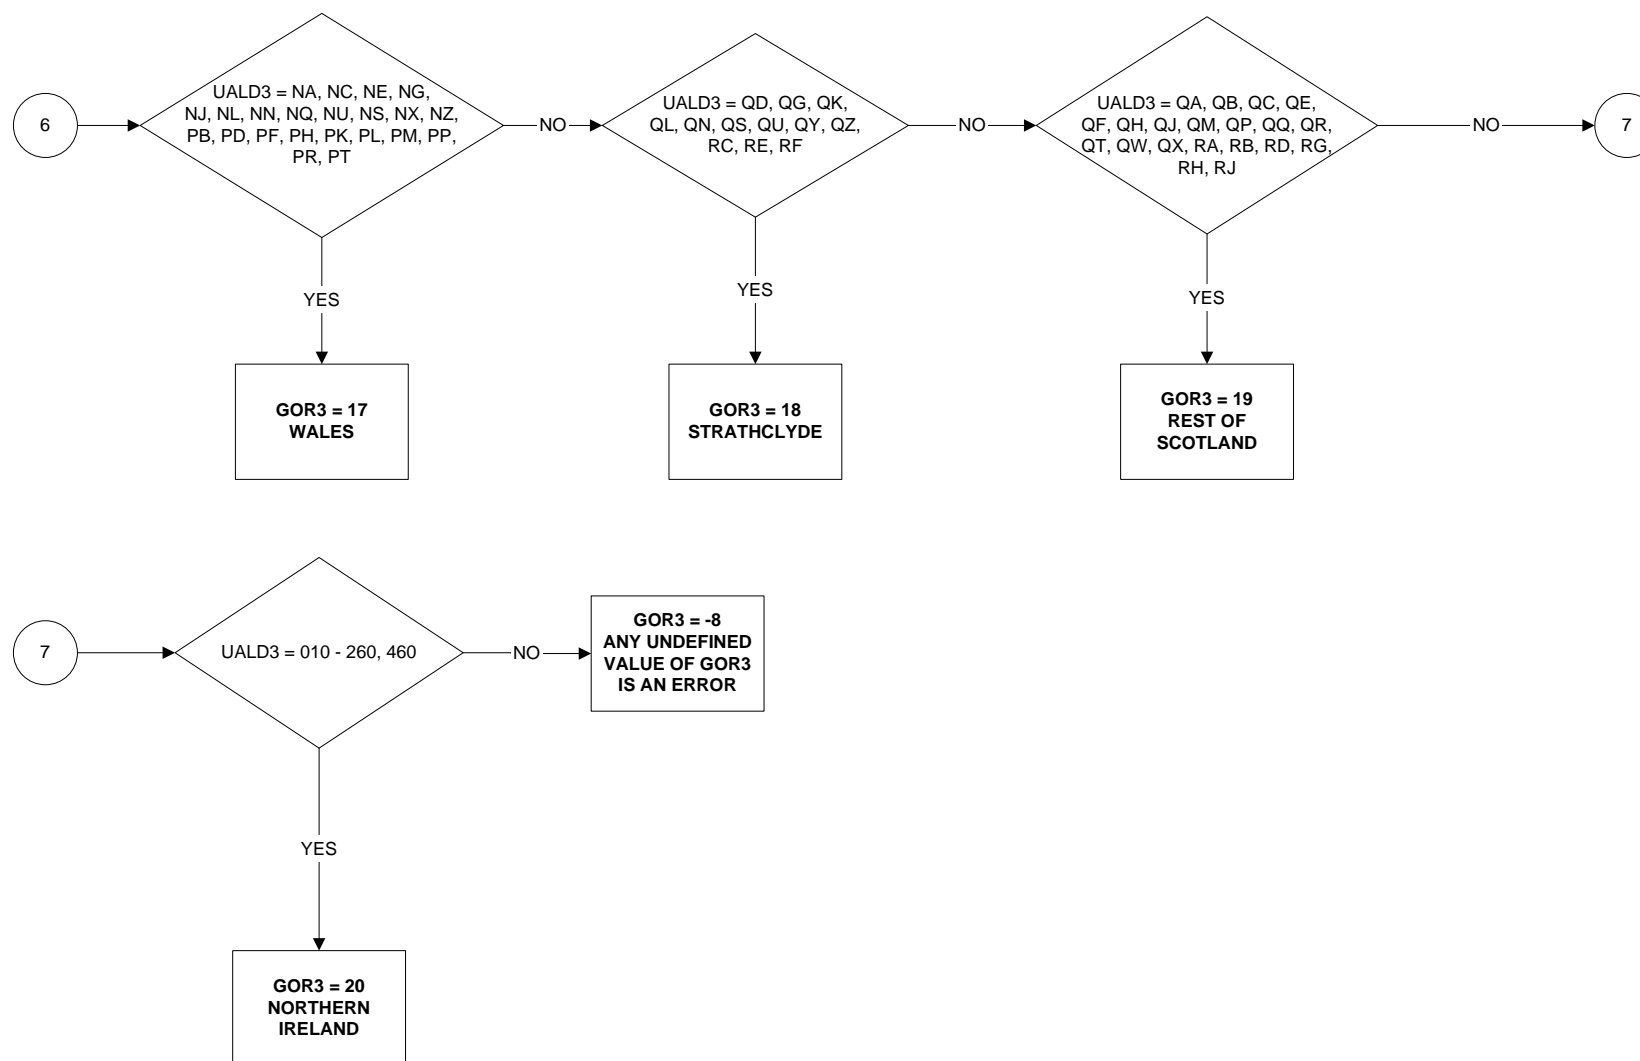 6
UALD3 = NA, NC, NE, NG,
NJ, NL, NN, NQ, NU, NS, NX, NZ,
PB, PD, PF, PH, PK, PL, PM, PP,
PR, PT
NO
UALD3 = QD, QG, QK,
QL, QN, QS, QU, QY, QZ,
RC, RE, RF
NO
UALD3 = QA, QB, QC, QE,
QF, QH, QJ, QM, QP, QQ, QR,
QT, QW, QX, RA, RB, RD, RG,
RH, RJ
NO
7
YES
YES
YES
GOR3 = 17
WALES
GOR3 = 18
STRATHCLYDE
GOR3 = 19
REST OF
SCOTLAND
7
UALD3 = 010 - 260, 460
NO
GOR3 = -8
ANY UNDEFINED
VALUE OF GOR3
IS AN ERROR
YES
GOR3 = 20
NORTHERN
IRELAND